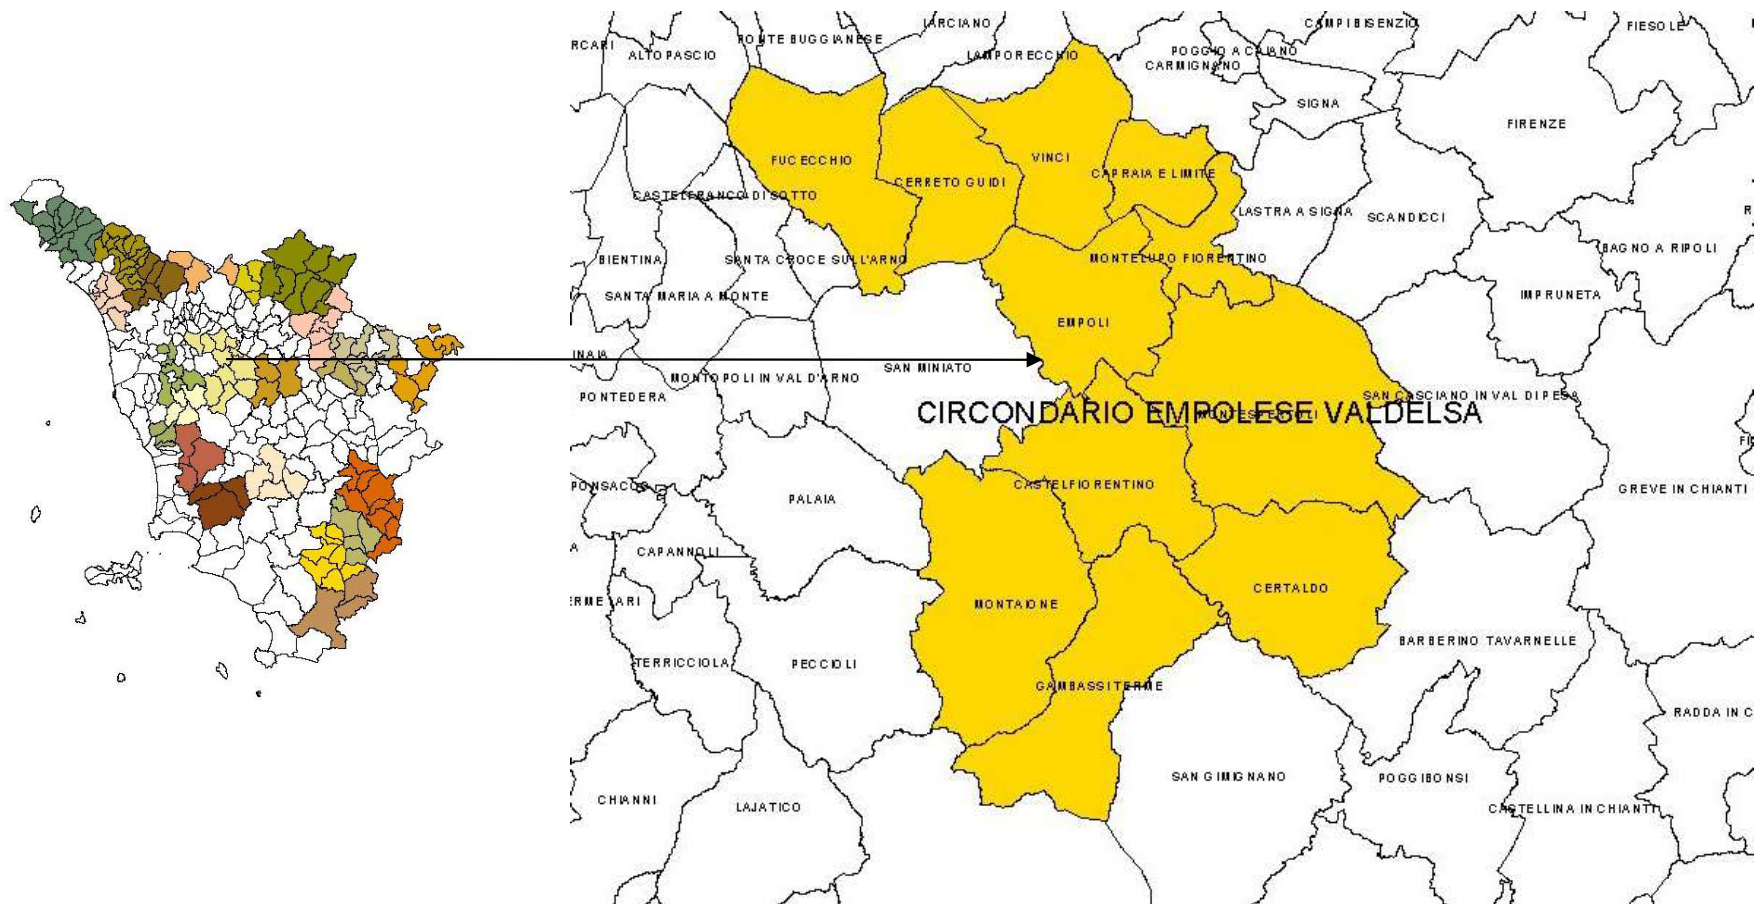 LARCIANO
CAMPI BISENZIO
FIESOLE
PONTE BUGGIANESE
RCARI
ALTOPASCIO
LAMPORECCHIO
POGGIO A CAIANO
CARMIGNANO
SIGNA
FIRENZE
FUCECCHIO
VINCI
CERRETO GUIDI
CAPRAIA E LIMITE
CASTELFRANCO DI SOTTO
LASTRA A SIGNA
SCANDICCI
BAGNO A RIPOLI
BIENTINA
SANTA CROCE SULL'ARNO
MONTELUPO FIORENTINO
SANTA MARIA A MONTE
IMPRUNETA
EMPOLI
INAIA
SAN MINIATO
MONTOPOLI IN VAL D'ARNO
PONTEDERA
SAN CASCIANO IN VAL DI PESA
CIRCONDARIO EMPOLESE VALDELSA
MONTESPERTOLI
PONSACCO
PALAIA
CASTELFIORENTINO
GREVE IN CHIANTI
CAPANNOLI
CERTALDO
ERME
ARI
MONTAIONE
BARBERINO TAVARNELLE
TERRICCIOLA
PECCIOLI
GAMBASSI TERME
RADDA IN C
CHIANNI
LAJATICO
SAN GIMIGNANO
POGGIBONSI
CASTELLINA IN CHIANTI